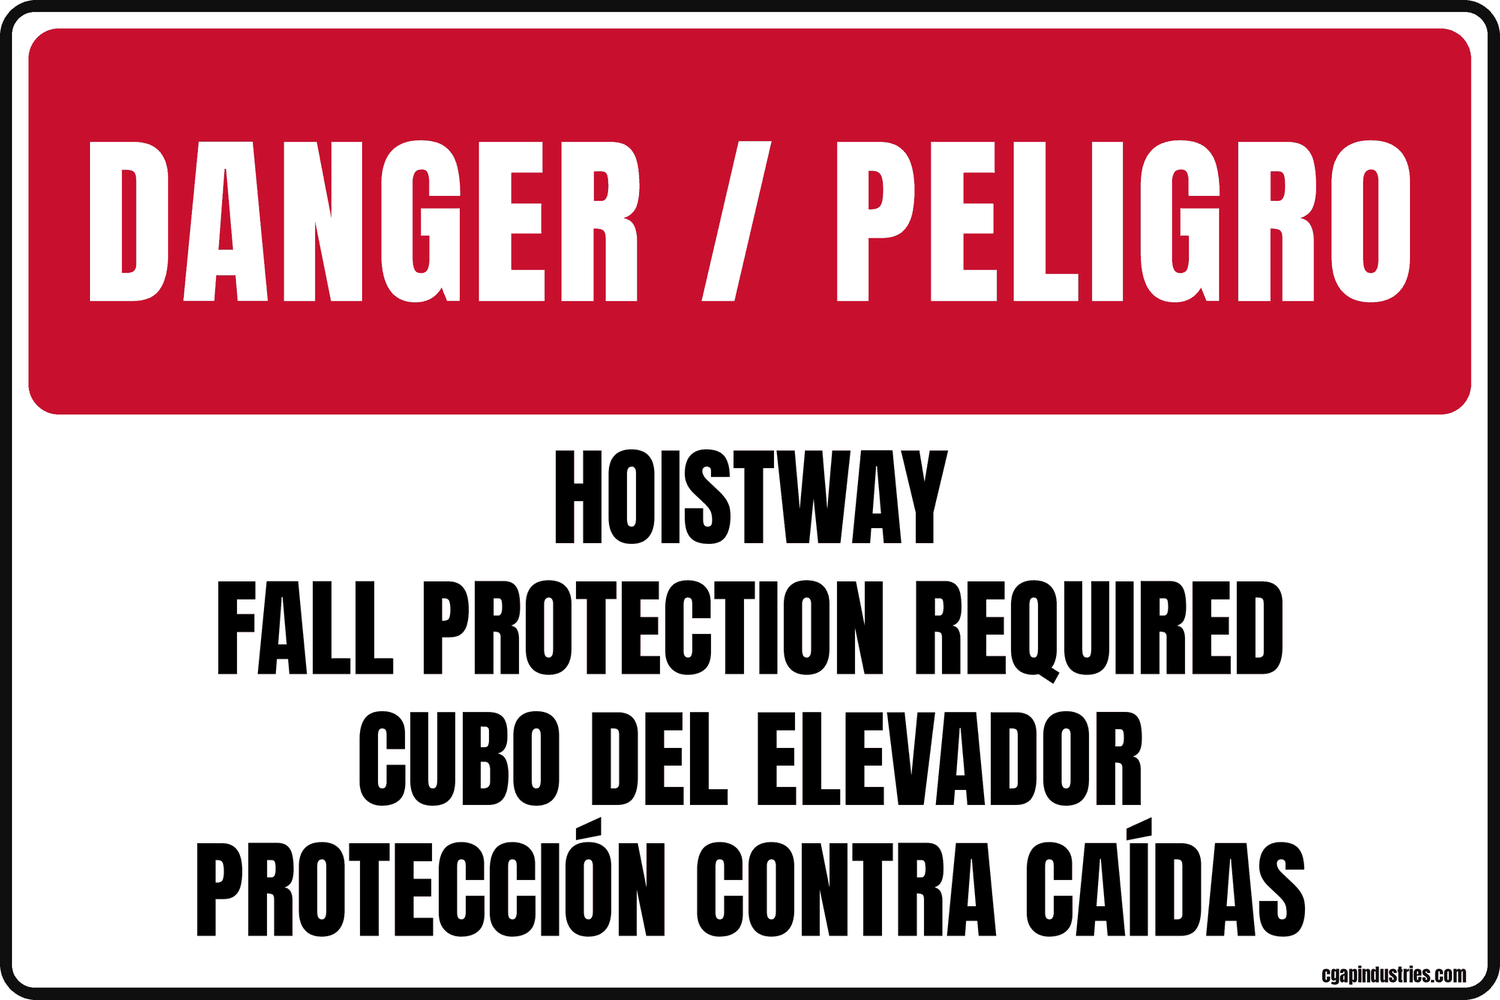 DANGER / PELIGRO
HOISTWAY
FALL PROTECTION REQUIRED
CUBO DEL ELEVADOR
PROTECCIÓN CONTRA CAÍDAS
cgapindustries.com